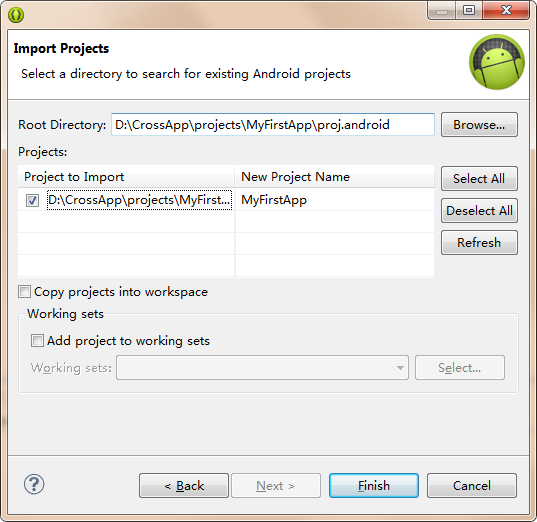 Import Projects
Select a directory to search for existing Android projects
Root Directory: D:\CrossApp\projects\MyFirstApp\proj.android Browse...
Projects:
Project to Import New Project Name Select All
D:\CrossApp\projects\MyFirst... MyFirstApp
Deselect All
Refresh
Copy projects into workspace
Working sets
Add project to working sets
Working sets: Select...
? < Back Next > Finish Cancel